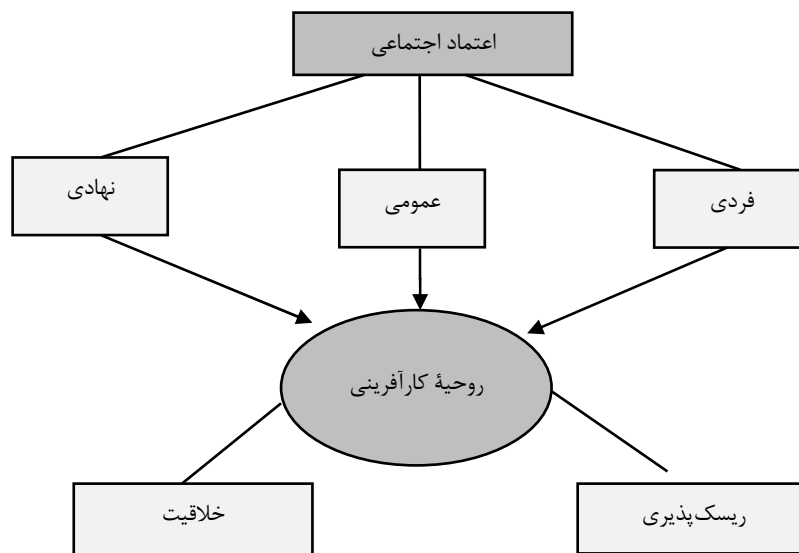 اعتماد اجتماعی
فردی
عمومی
نهادی
روحیهٔ کارآفرینی
ریسک‌پذیری
خلاقیت